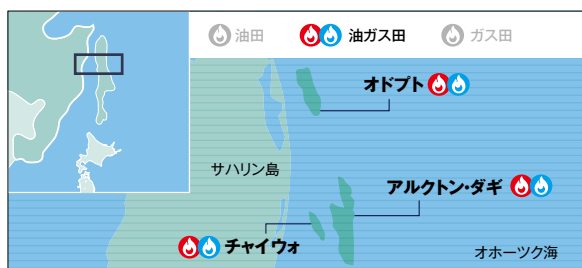 油田
油ガス田
ガス田
オドプト
サハリン島
アルクトン・ダギ
チャイウォ
オホーツク海